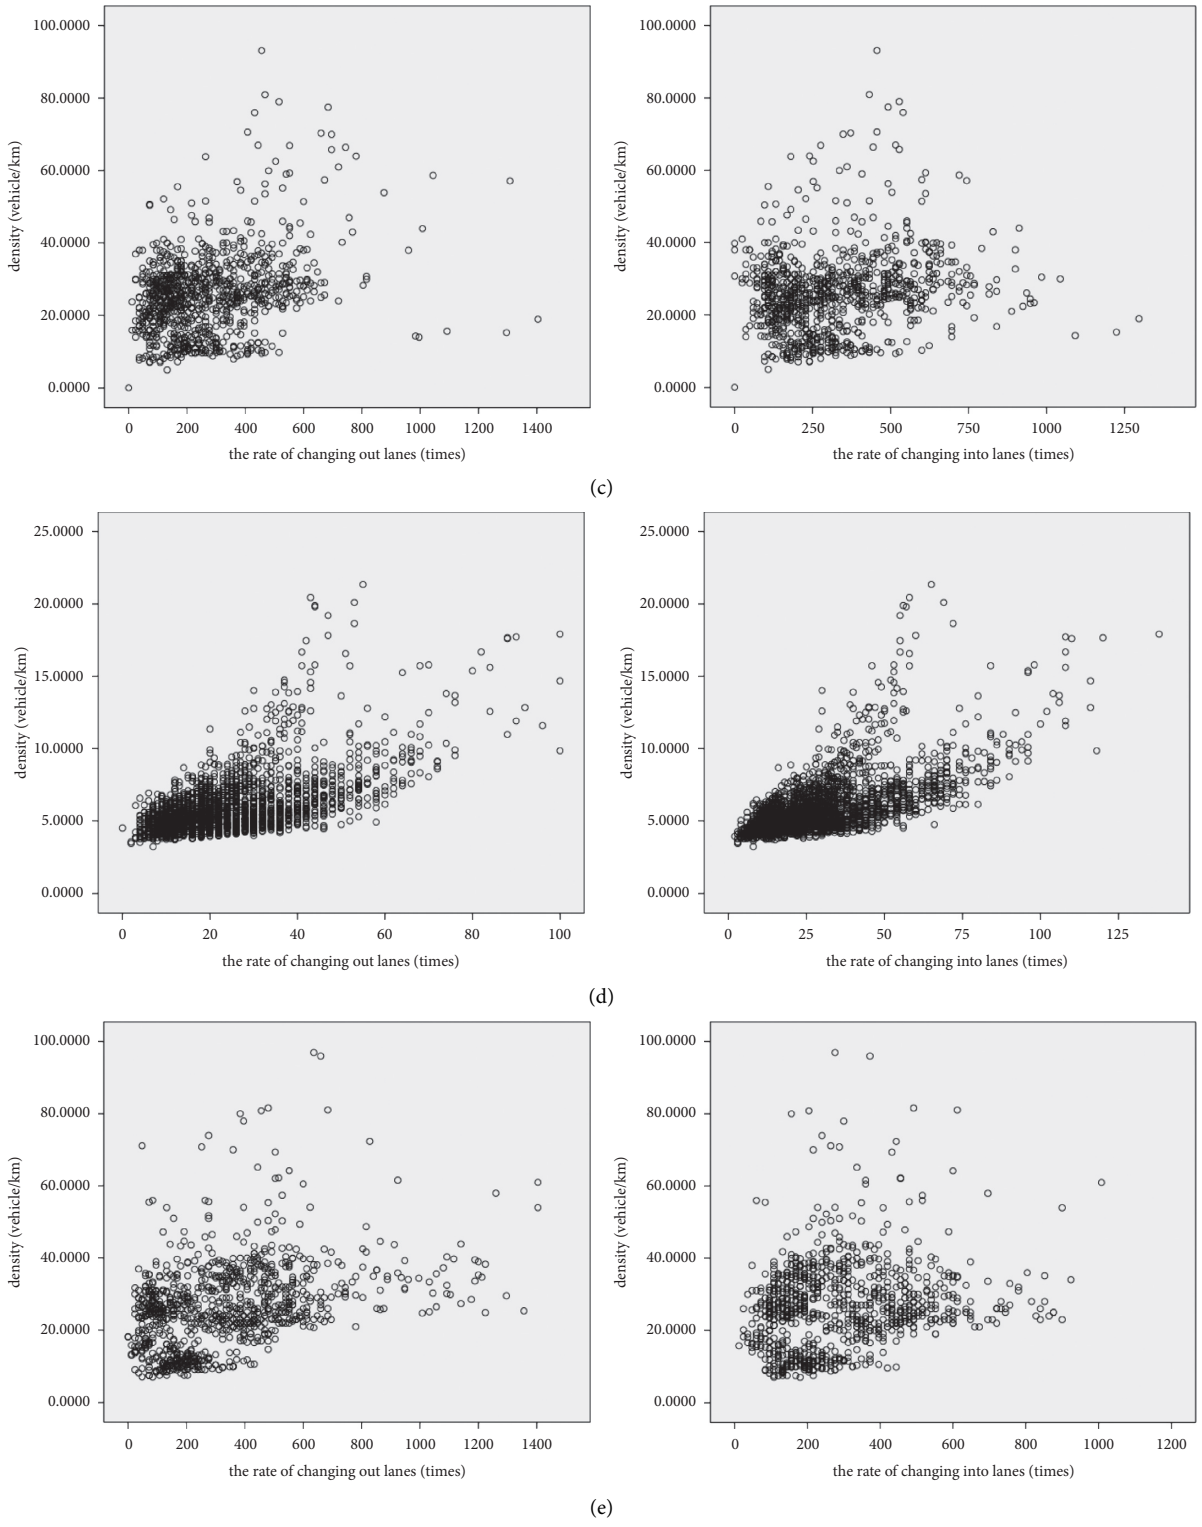 100.0000
80.0000
60.0000
40.0000
20.0000
0.0000
density (vehicle/km)
0 200 400 600 800 1000 1200 1400
the rate of changing out lanes (times)
100.0000
80.0000
60.0000
40.0000
20.0000
0.0000
density (vehicle/km)
0 250 500 750 1000 1250
the rate of changing into lanes (times)
(c)
25.0000
20.0000
15.0000
10.0000
5.0000
0.0000
density (vehicle/km)
0 20 40 60 80 100
the rate of changing out lanes (times)
25.0000
20.0000
15.0000
10.0000
5.0000
0.0000
density (vehicle/km)
0 25 50 75 100 125
the rate of changing into lanes (times)
(d)
100.0000
80.0000
60.0000
40.0000
20.0000
0.0000
density (vehicle/km)
0 200 400 600 800 1000 1200 1400
the rate of changing out lanes (times)
100.0000
80.0000
60.0000
40.0000
20.0000
0.0000
density (vehicle/km)
0 200 400 600 800 1000 1200
the rate of changing into lanes (times)
(e)